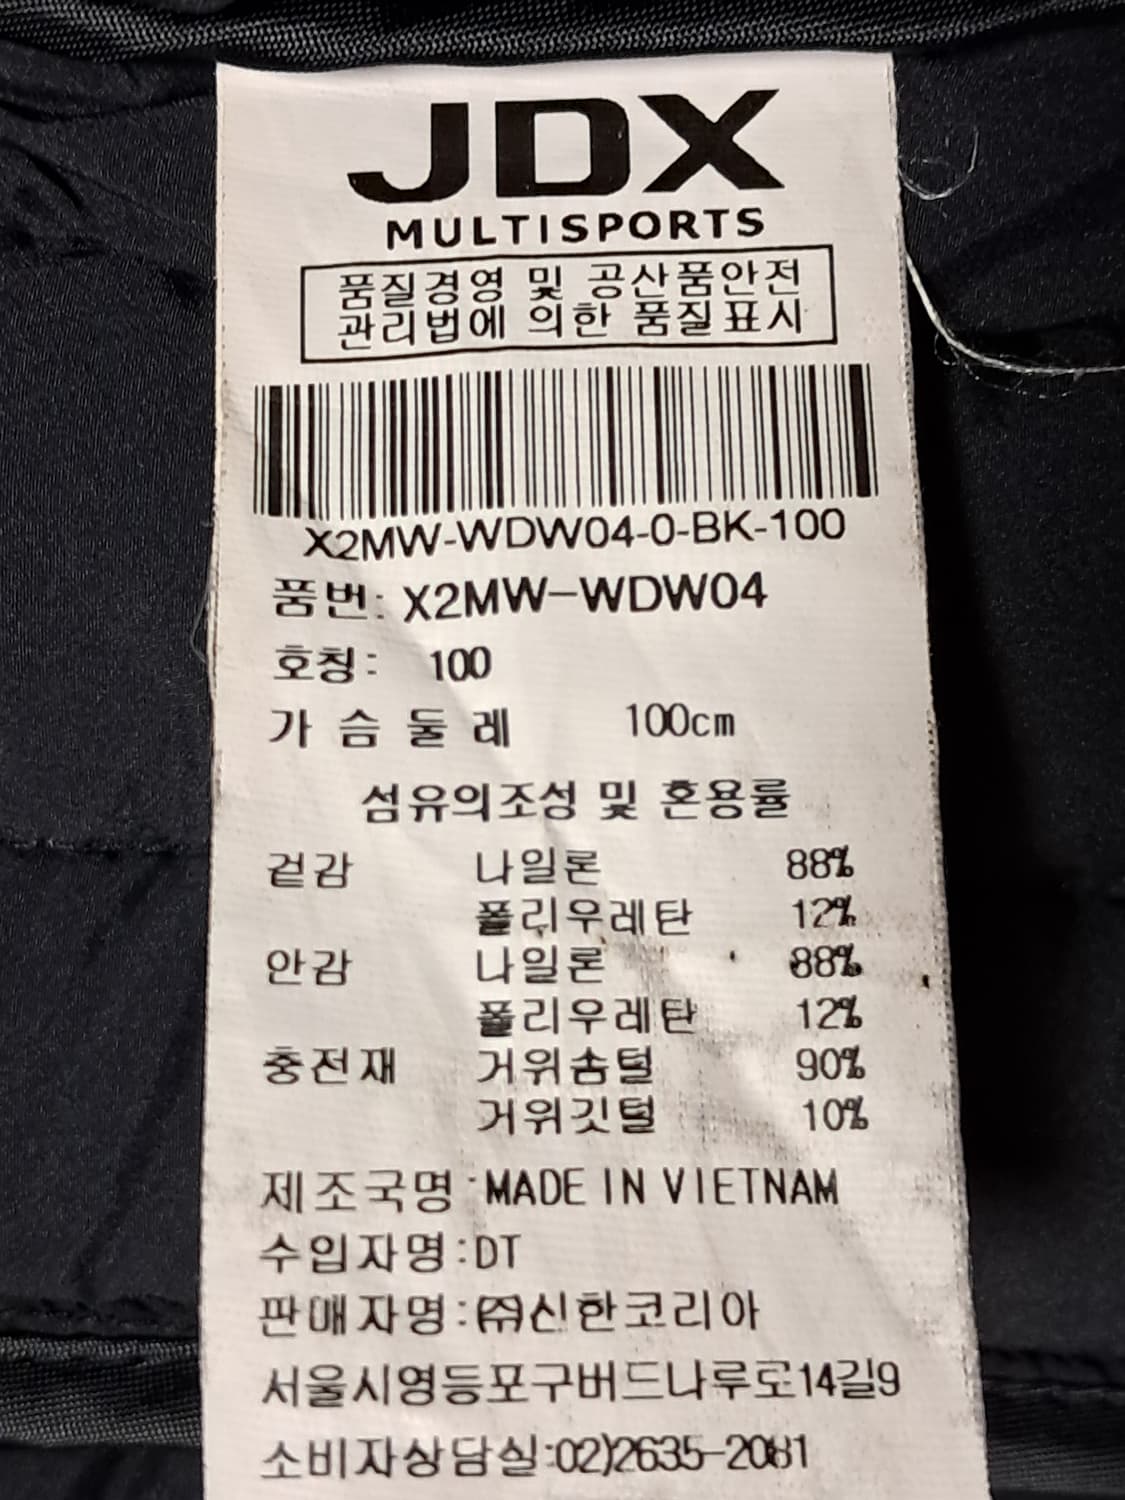 JDX
MULTISPORTS
품질경영 및 공산품안전
관리법에 의한 품질표시
X2MW-WDW04-0-BK-100
품번: X2MW-WDW04
호칭: 100
가 슴 둘 레 100cm
섬유의조성 및 혼용률
겉감 나일론 88%
폴리우레탄 12%
안감 나일론 88%
폴리우레탄 12%
충전재 거위솜털 90%
거위깃털 10%
제조국명:MADE IN VIETNAM
수입자명:DT
판매자명:㈜신한코리아
서울시영등포구버드나루로14길9
소비자상담실:02)2635-2081